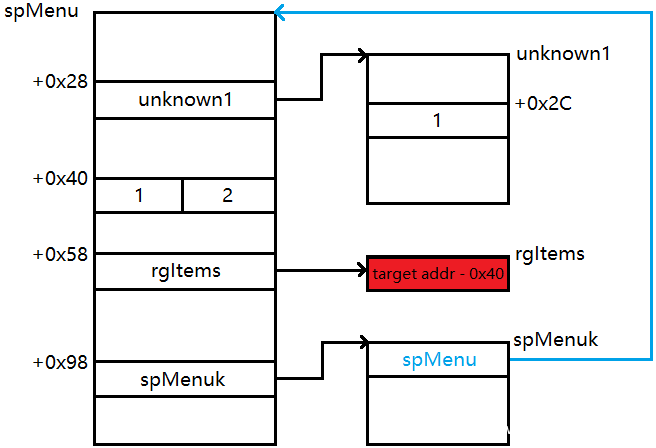 spMenu
unknown1
+0x28
unknown1
+0x2C
1
+0x40
1 2
+0x58
rgItems
rgItems
target addr - 0x40
spMenuk
+0x98
spMenu
spMenuk